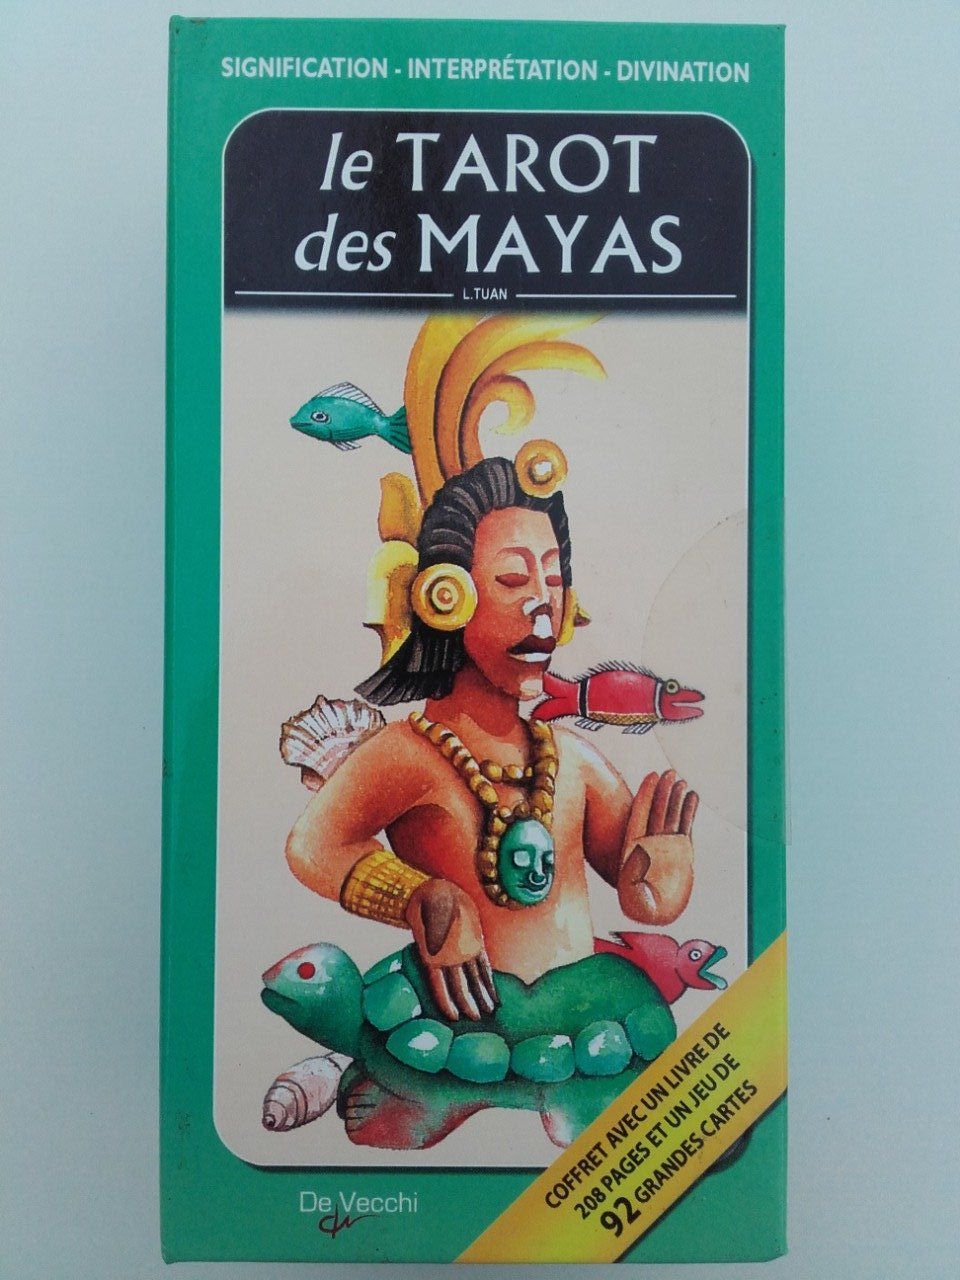 SIGNIFICATION - INTERPRÉTATION - DIVINATION
le TAROT
des MAYAS
L.TUAN
COFFRET AVEC UN LIVRE DE
208 PAGES ET UN JEU DE
92 GRANDES CARTES
De Vecchi